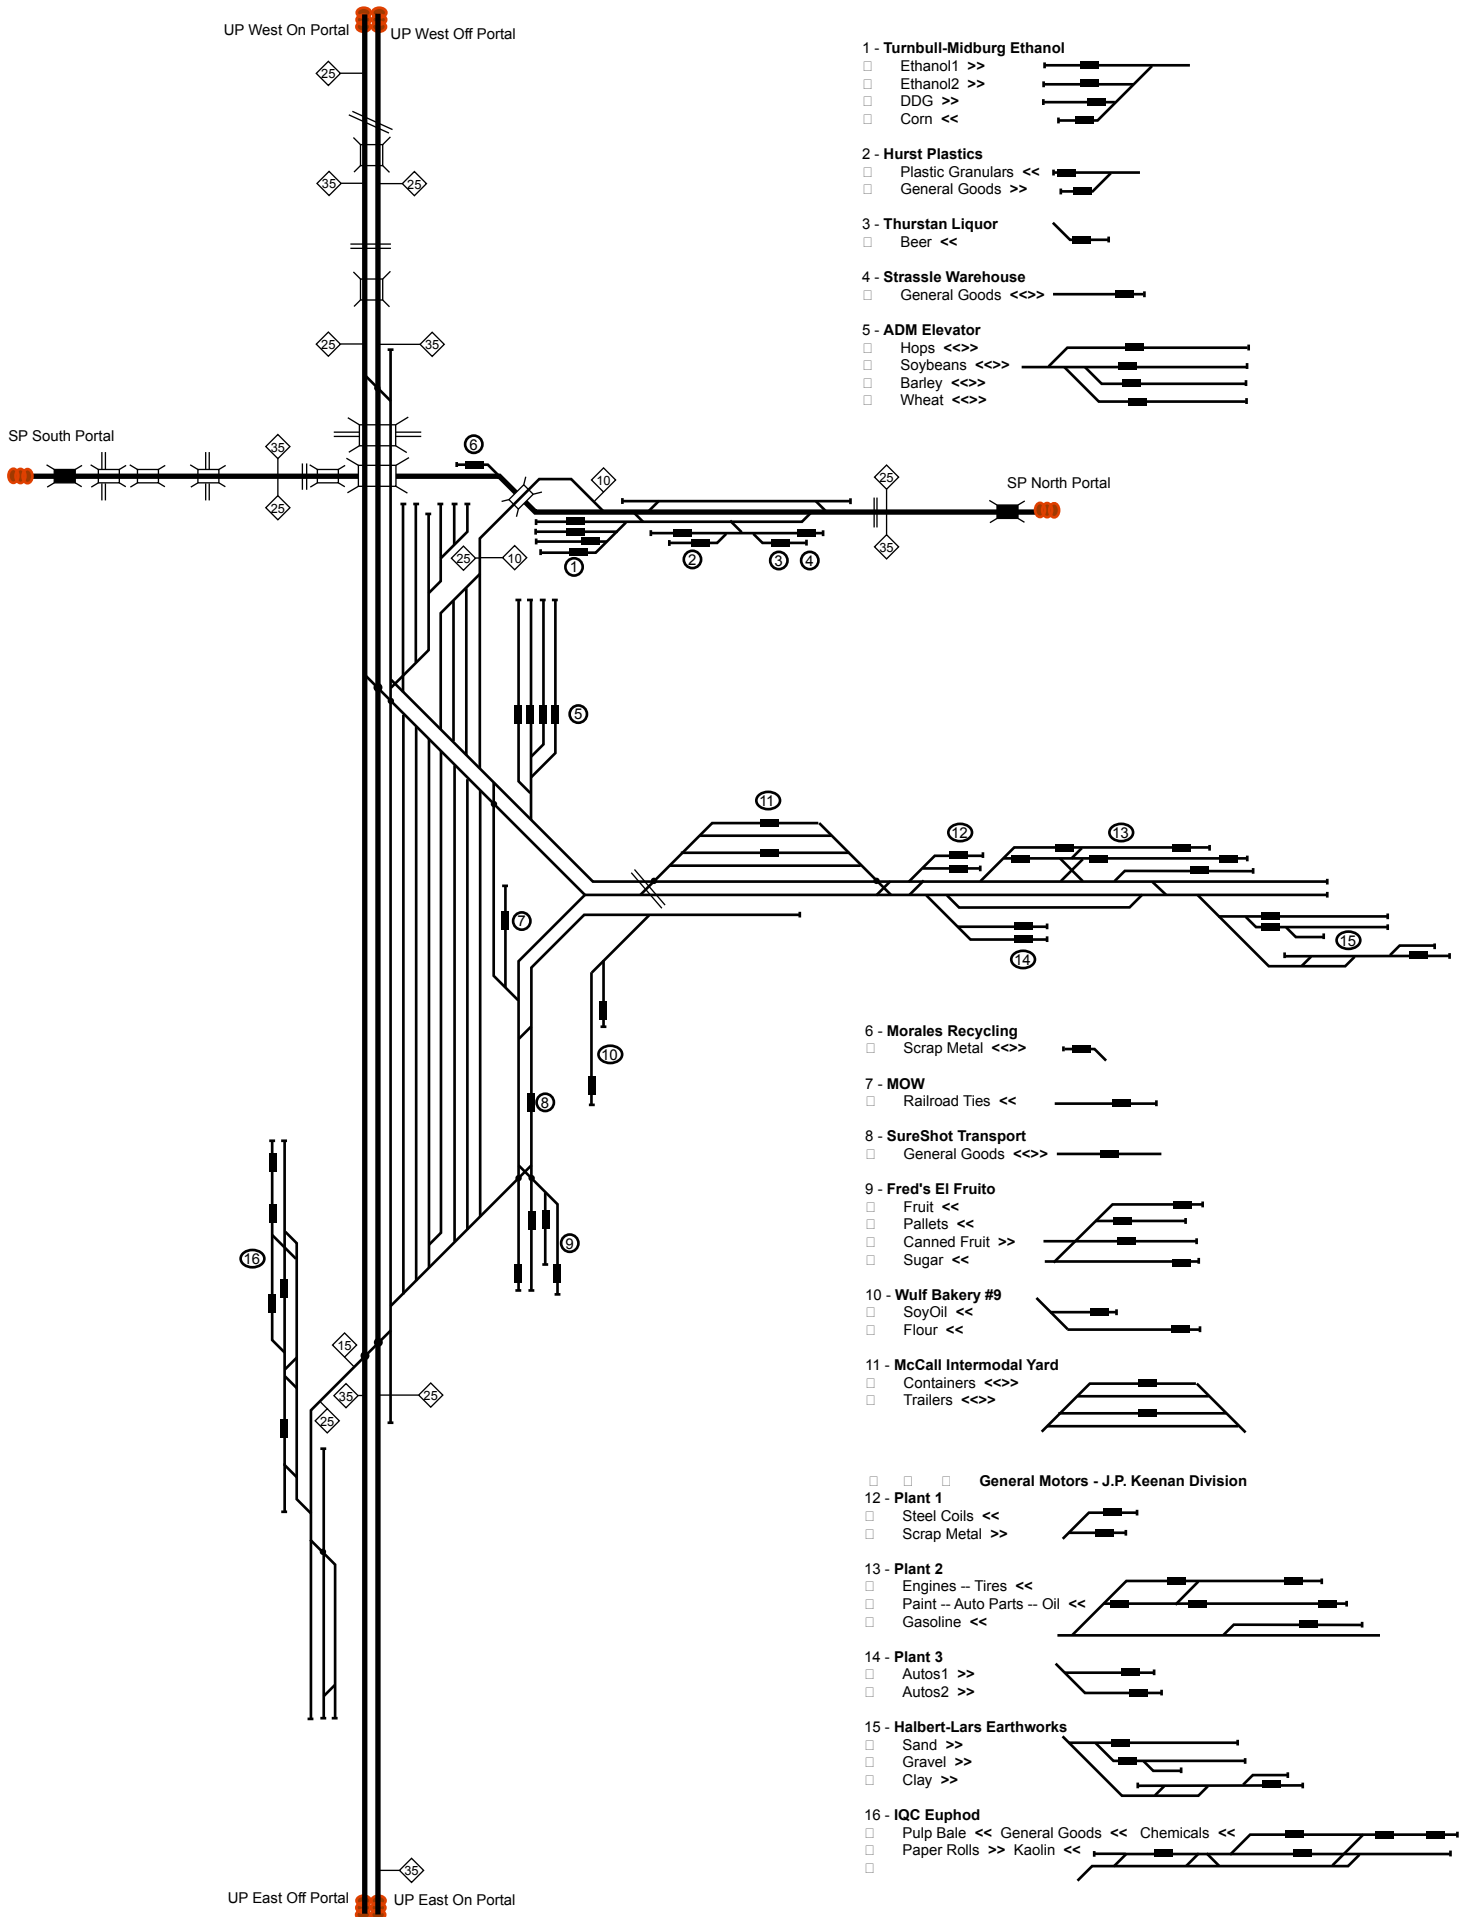 UP West On Portal
UP West Off Portal
25
35
25
25
35
SP South Portal
35
25
6
10
25
SP North Portal
35
25
10
1
2
3
4
5
11
12
13
7
14
15
10
8
9
16
15
35
25
25
35
UP East Off Portal
UP East On Portal
1 - Turnbull-Midburg Ethanol
Ethanol1 >>
Ethanol2 >>
DDG >>
Corn <<
2 - Hurst Plastics
Plastic Granulars <<
General Goods >>
3 - Thurstan Liquor
Beer <<
4 - Strassle Warehouse
General Goods <<>>
5 - ADM Elevator
Hops <<>>
Soybeans <<>>
Barley <<>>
Wheat <<>>
6 - Morales Recycling
Scrap Metal <<>>
7 - MOW
Railroad Ties <<
8 - SureShot Transport
General Goods <<>>
9 - Fred's El Fruito
Fruit <<
Pallets <<
Canned Fruit >>
Sugar <<
10 - Wulf Bakery #9
SoyOil <<
Flour <<
11 - McCall Intermodal Yard
Containers <<>>
Trailers <<>>
General Motors - J.P. Keenan Division
12 - Plant 1
Steel Coils <<
Scrap Metal >>
13 - Plant 2
Engines -- Tires <<
Paint -- Auto Parts -- Oil <<
Gasoline <<
14 - Plant 3
Autos1 >>
Autos2 >>
15 - Halbert-Lars Earthworks
Sand >>
Gravel >>
Clay >>
16 - IQC Euphod
Pulp Bale << General Goods << Chemicals <<
Paper Rolls >> Kaolin <<